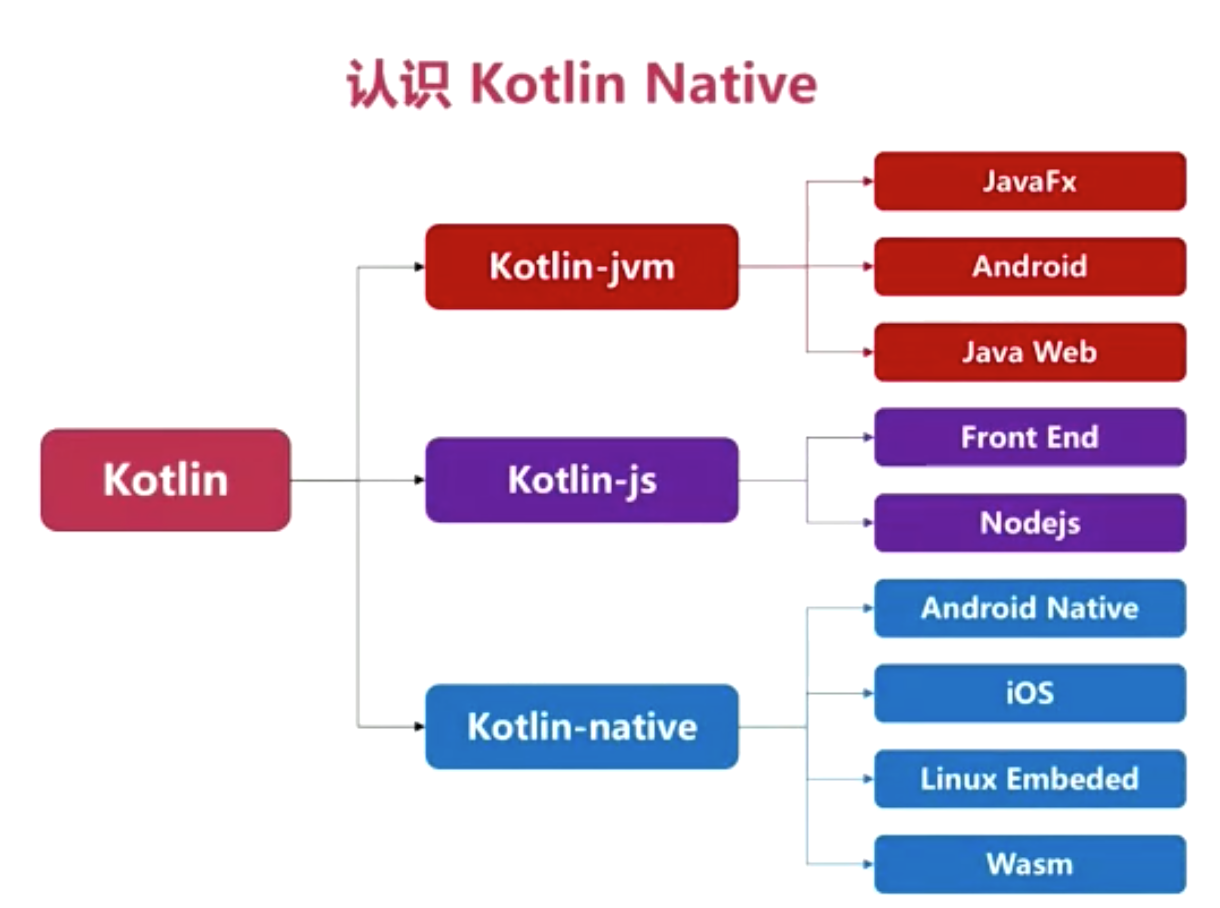 认识 Kotlin Native
JavaFx
Kotlin-jvm
Android
Java Web
Front End
Kotlin
Kotlin-js
Nodejs
Android Native
iOS
Kotlin-native
Linux Embeded
Wasm